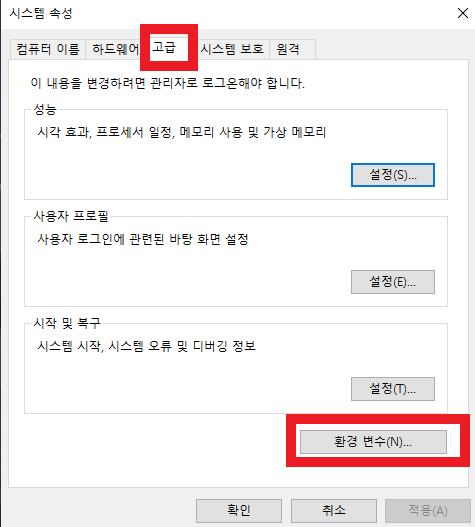 시스템 속성
컴퓨터 이름 하드웨어 고급 시스템 보호 원격
이 내용을 변경하려면 관리자로 로그온해야 합니다.
성능
시각 효과, 프로세서 일정, 메모리 사용 및 가상 메모리
설정(S)...
사용자 프로필
사용자 로그인에 관련된 바탕 화면 설정
설정(E)...
시작 및 복구
시스템 시작, 시스템 오류 및 디버깅 정보
설정(T)...
환경 변수(N)...
확인 취소 적용(A)